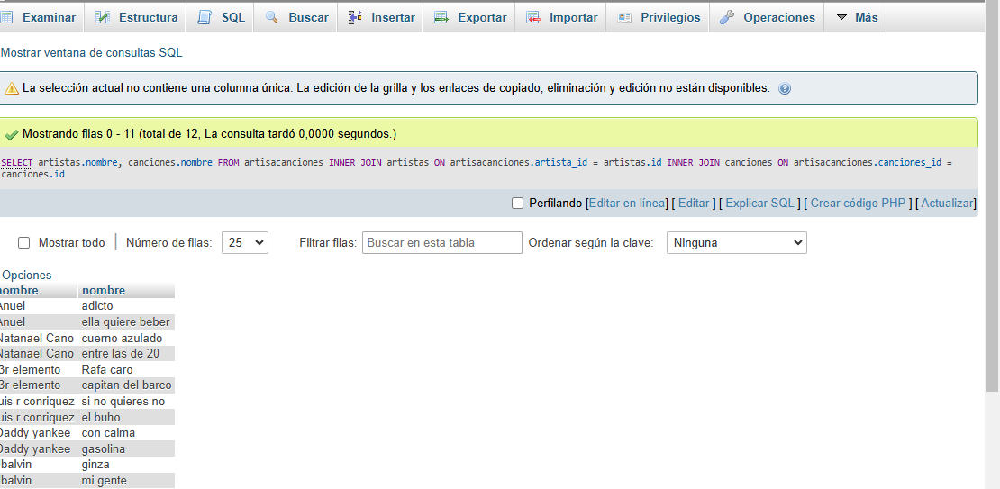 Examinar Estructura SQL Buscar Insertar Exportar Importar Privilegios Operaciones Más
Mostrar ventana de consultas SQL
La selección actual no contiene una columna única. La edición de la grilla y los enlaces de copiado, eliminación y edición no están disponibles.
Mostrando filas 0 - 11 (total de 12, La consulta tardó 0,0000 segundos.)
SELECT artistas.nombre, canciones.nombre FROM artisacanciones INNER JOIN artistas ON artisacanciones.artista_id = artistas.id INNER JOIN canciones ON artisacanciones.canciones_id =
canciones.id
Perfilando [Editar en línea] [ Editar ] [ Explicar SQL ] [ Crear código PHP ] [ Actualizar]
Mostrar todo Número de filas: 25 Filtrar filas: Buscar en esta tabla Ordenar según la clave: Ninguna
Opciones
nombre nombre
Anuel adicto
Anuel ella quiere beber
Natanael Cano cuerno azulado
Natanael Cano entre las de 20
3r elemento Rafa caro
3r elemento capitan del barco
uis r conriquez si no quieres no
uis r conriquez el buho
Daddy yankee con calma
Daddy yankee gasolina
balvin ginza
balvin mi gente